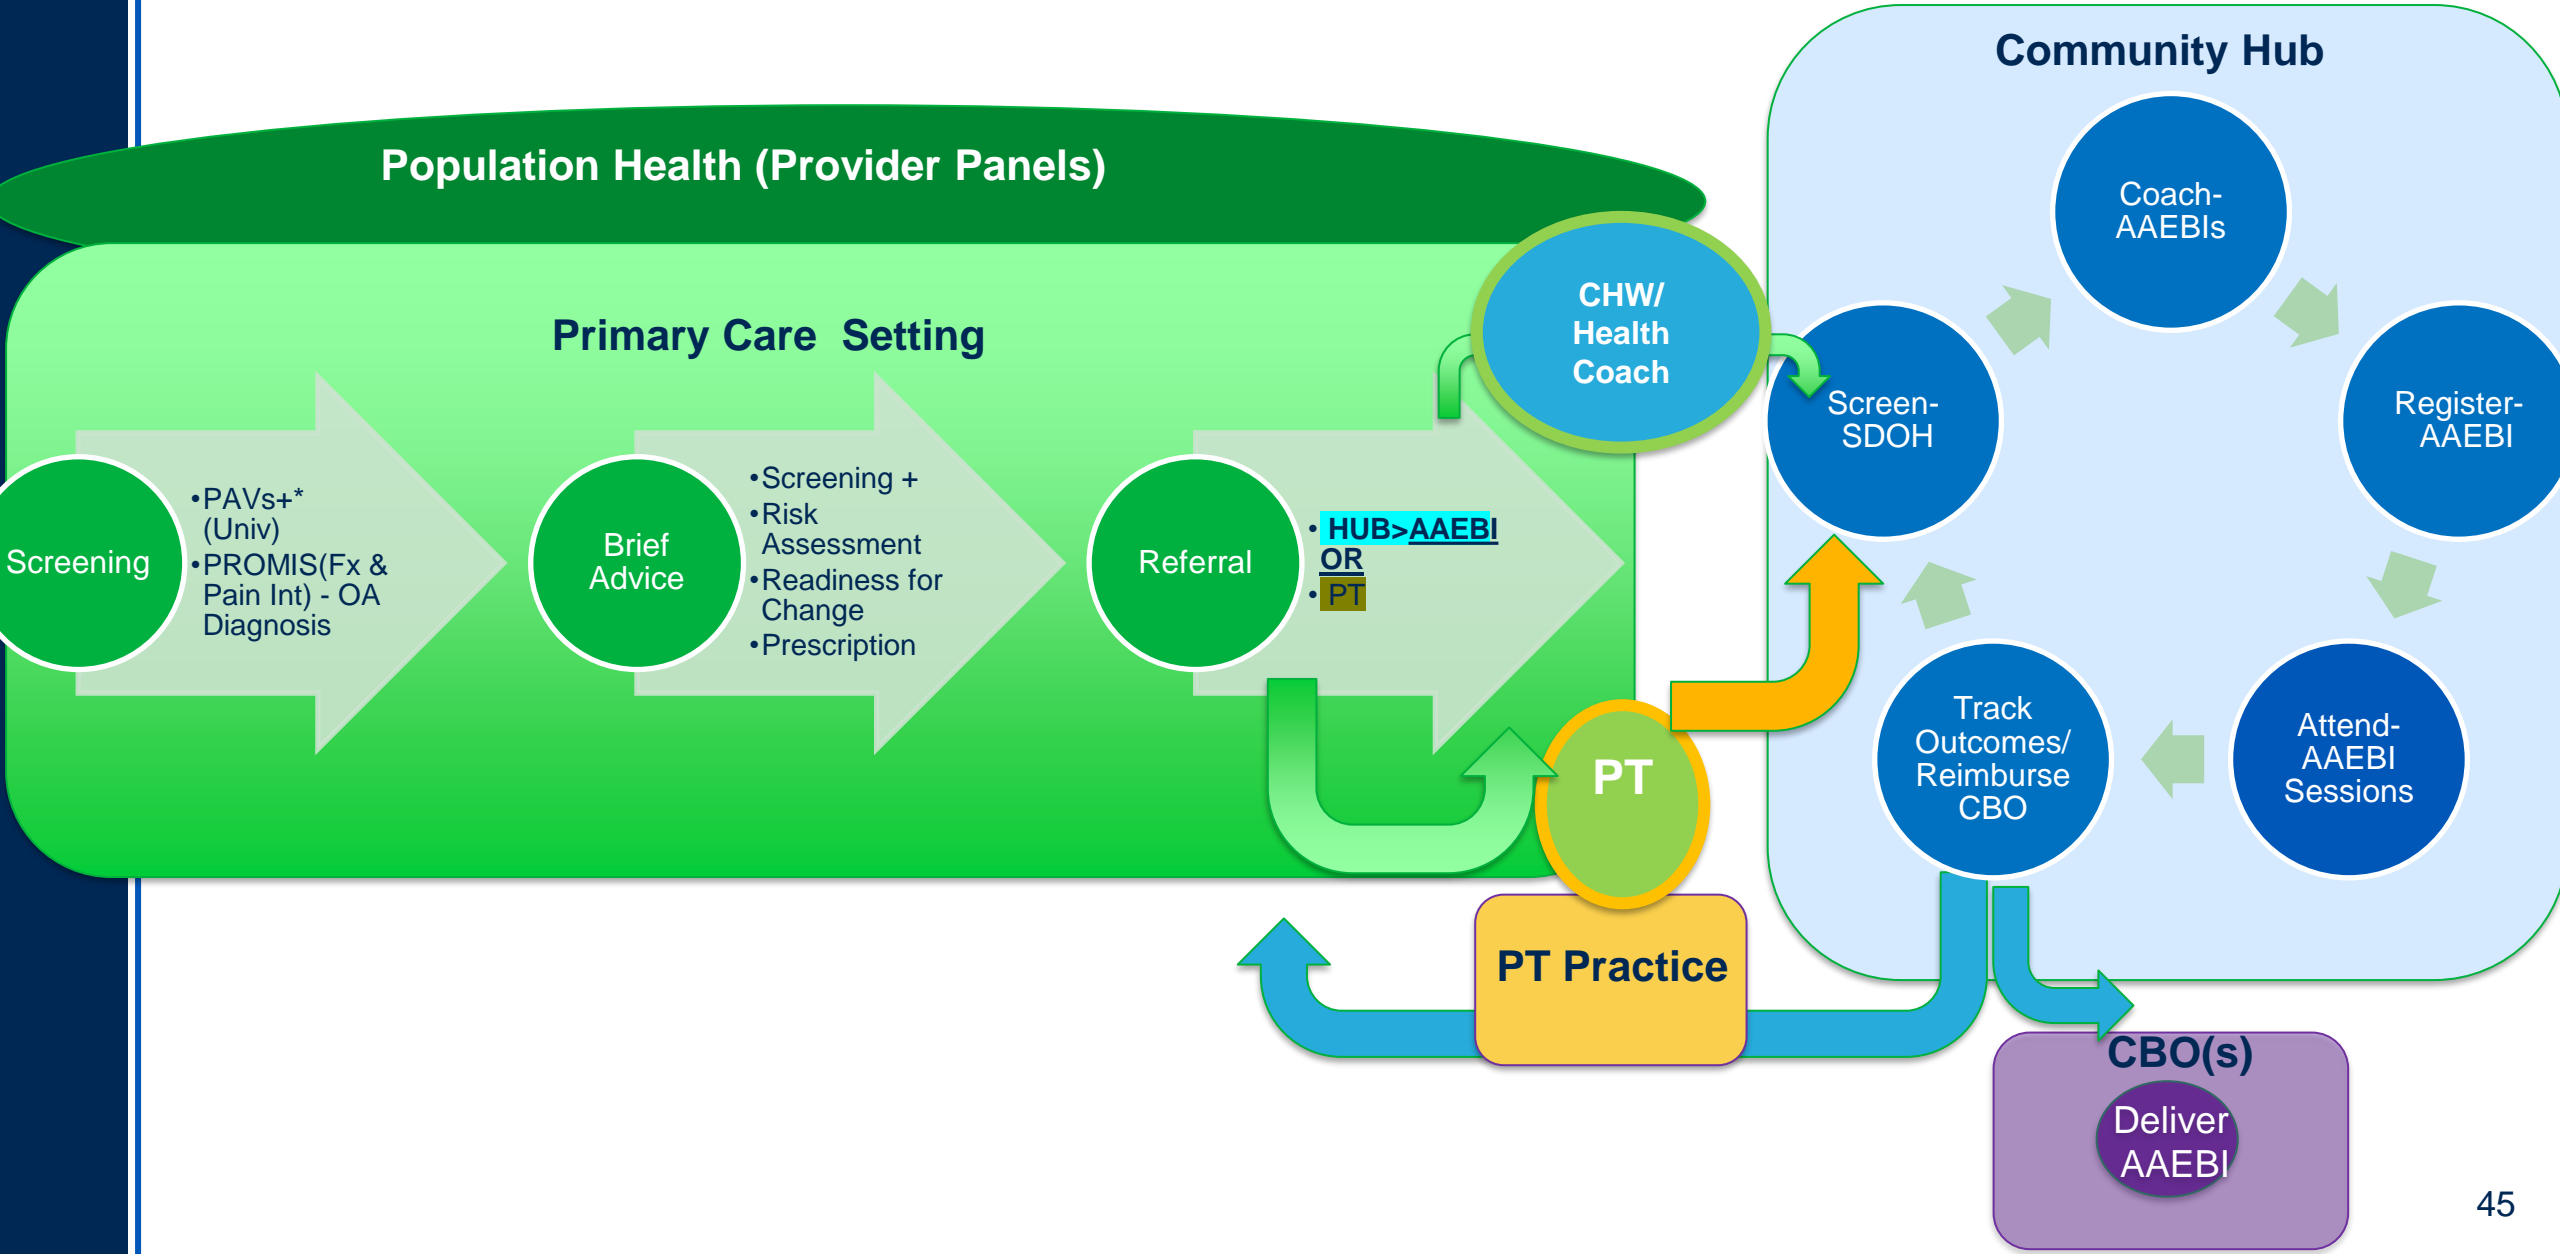 Population Health (Provider Panels)
Primary Care  Setting
Screening
•PAVs+*
(Univ)
•PROMIS(Fx &
Pain Int) - OA
Diagnosis
Brief
Advice
•Screening +
•Risk
Assessment
•Readiness for
Change
•Prescription
Referral
• HUB>AAEBI
OR
• PT
CHW/
Health
Coach
PT
PT Practice
Community Hub
Coach-
AAEBIs
Register-
AAEBI
Attend-
AAEBI
Sessions
Track
Outcomes/
Reimburse
CBO
Screen-
SDOH
CBO(s)
Deliver
AAEBI
45